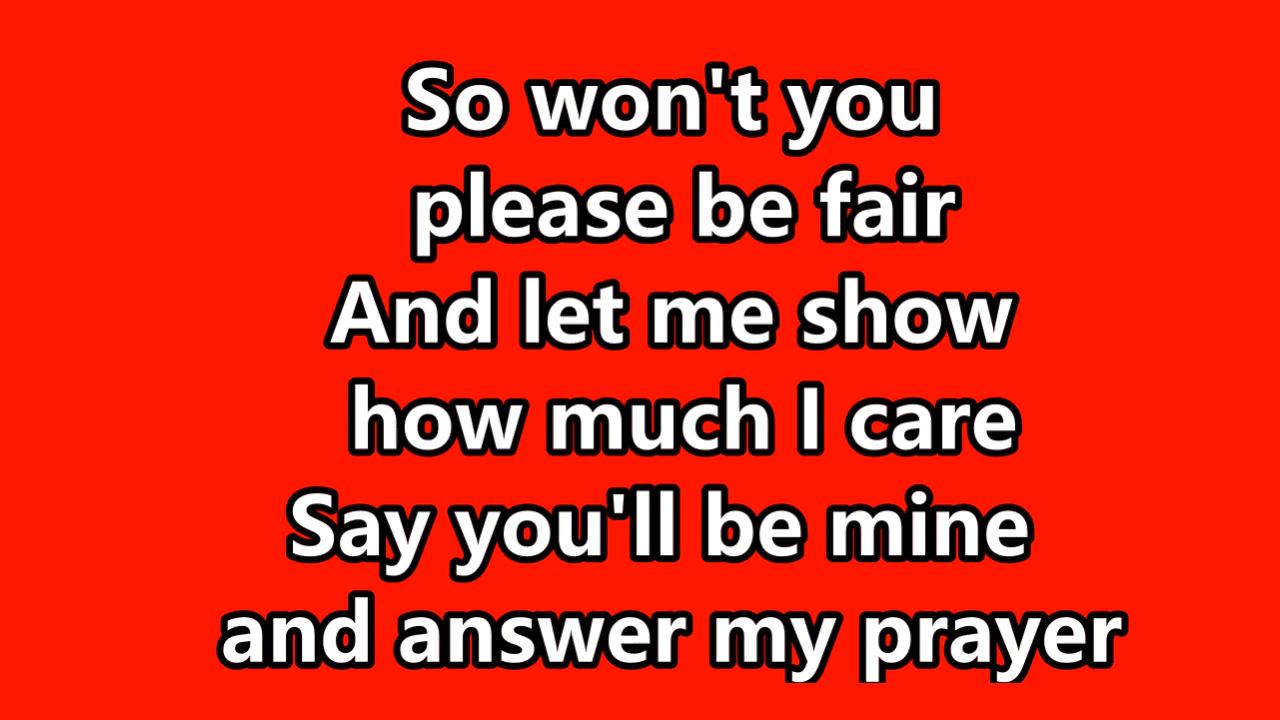 So won't you
please be fair
And let me show
how much I care
Say you'll be mine
and answer my prayer